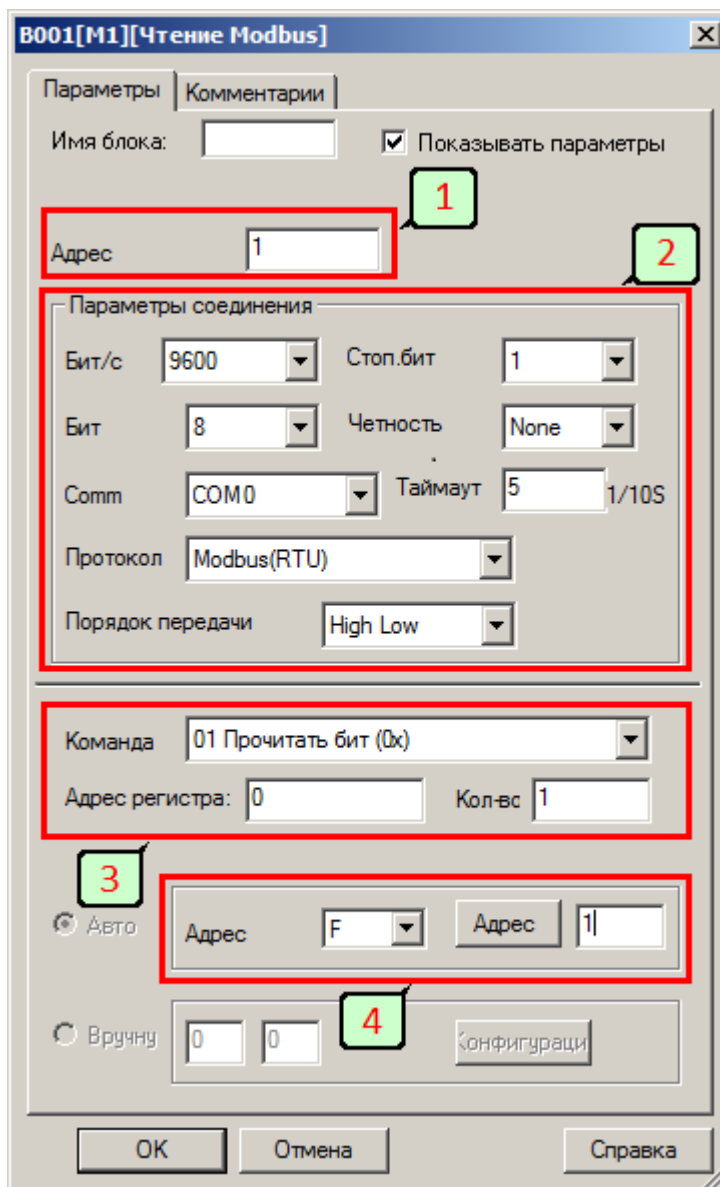 B001[M1][Чтение Modbus]
Параметры Комментарии
Имя блока: Показывать параметры
1
Адрес 1
2
Параметры соединения
Бит/с 9600 Стоп.бит 1
Бит 8 Четность None
Comm COM0 Таймаут 5 1/10S
Протокол Modbus(RTU)
Порядок передачи High Low
Команда 01 Прочитать бит (0x)
Адрес регистра: 0 Кол-вс 1
3
Авто Адрес F Адрес 1
4
Вручну 0 0 Конфигураци
OK Отмена Справка